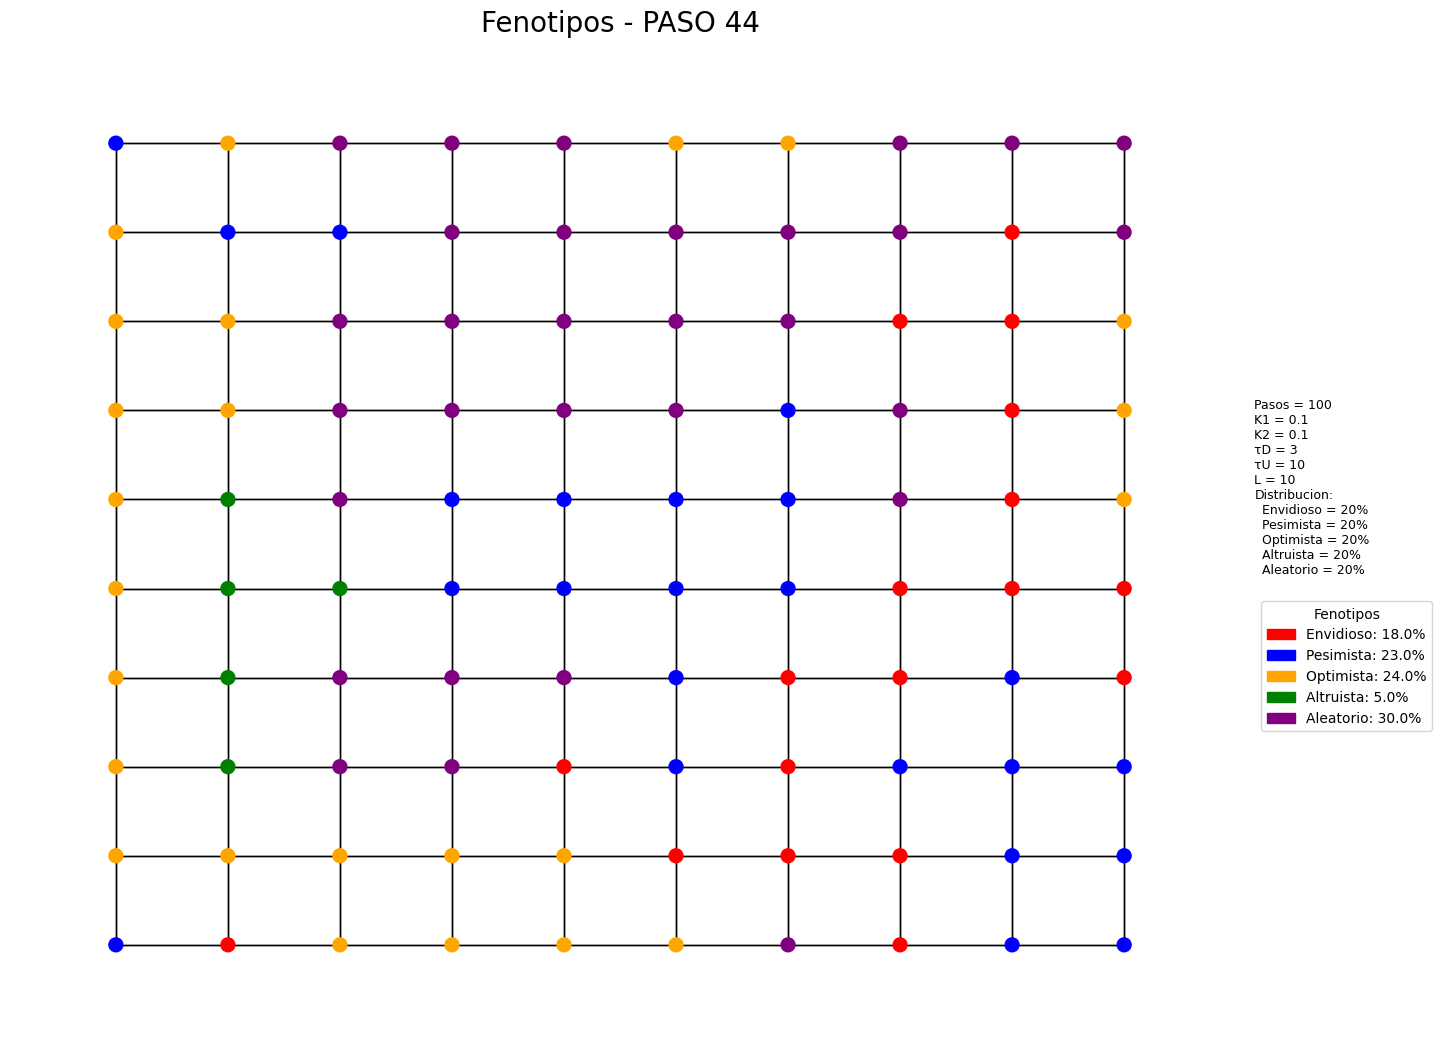 Fenotipos - PASO 44
Pasos = 100
K1 = 0.1
K2 = 0.1
τD = 3
τU = 10
L = 10
Distribucion:
Envidioso = 20%
Pesimista = 20%
Optimista = 20%
Altruista = 20%
Aleatorio = 20%
Fenotipos
Envidioso: 18.0%
Pesimista: 23.0%
Optimista: 24.0%
Altruista: 5.0%
Aleatorio: 30.0%